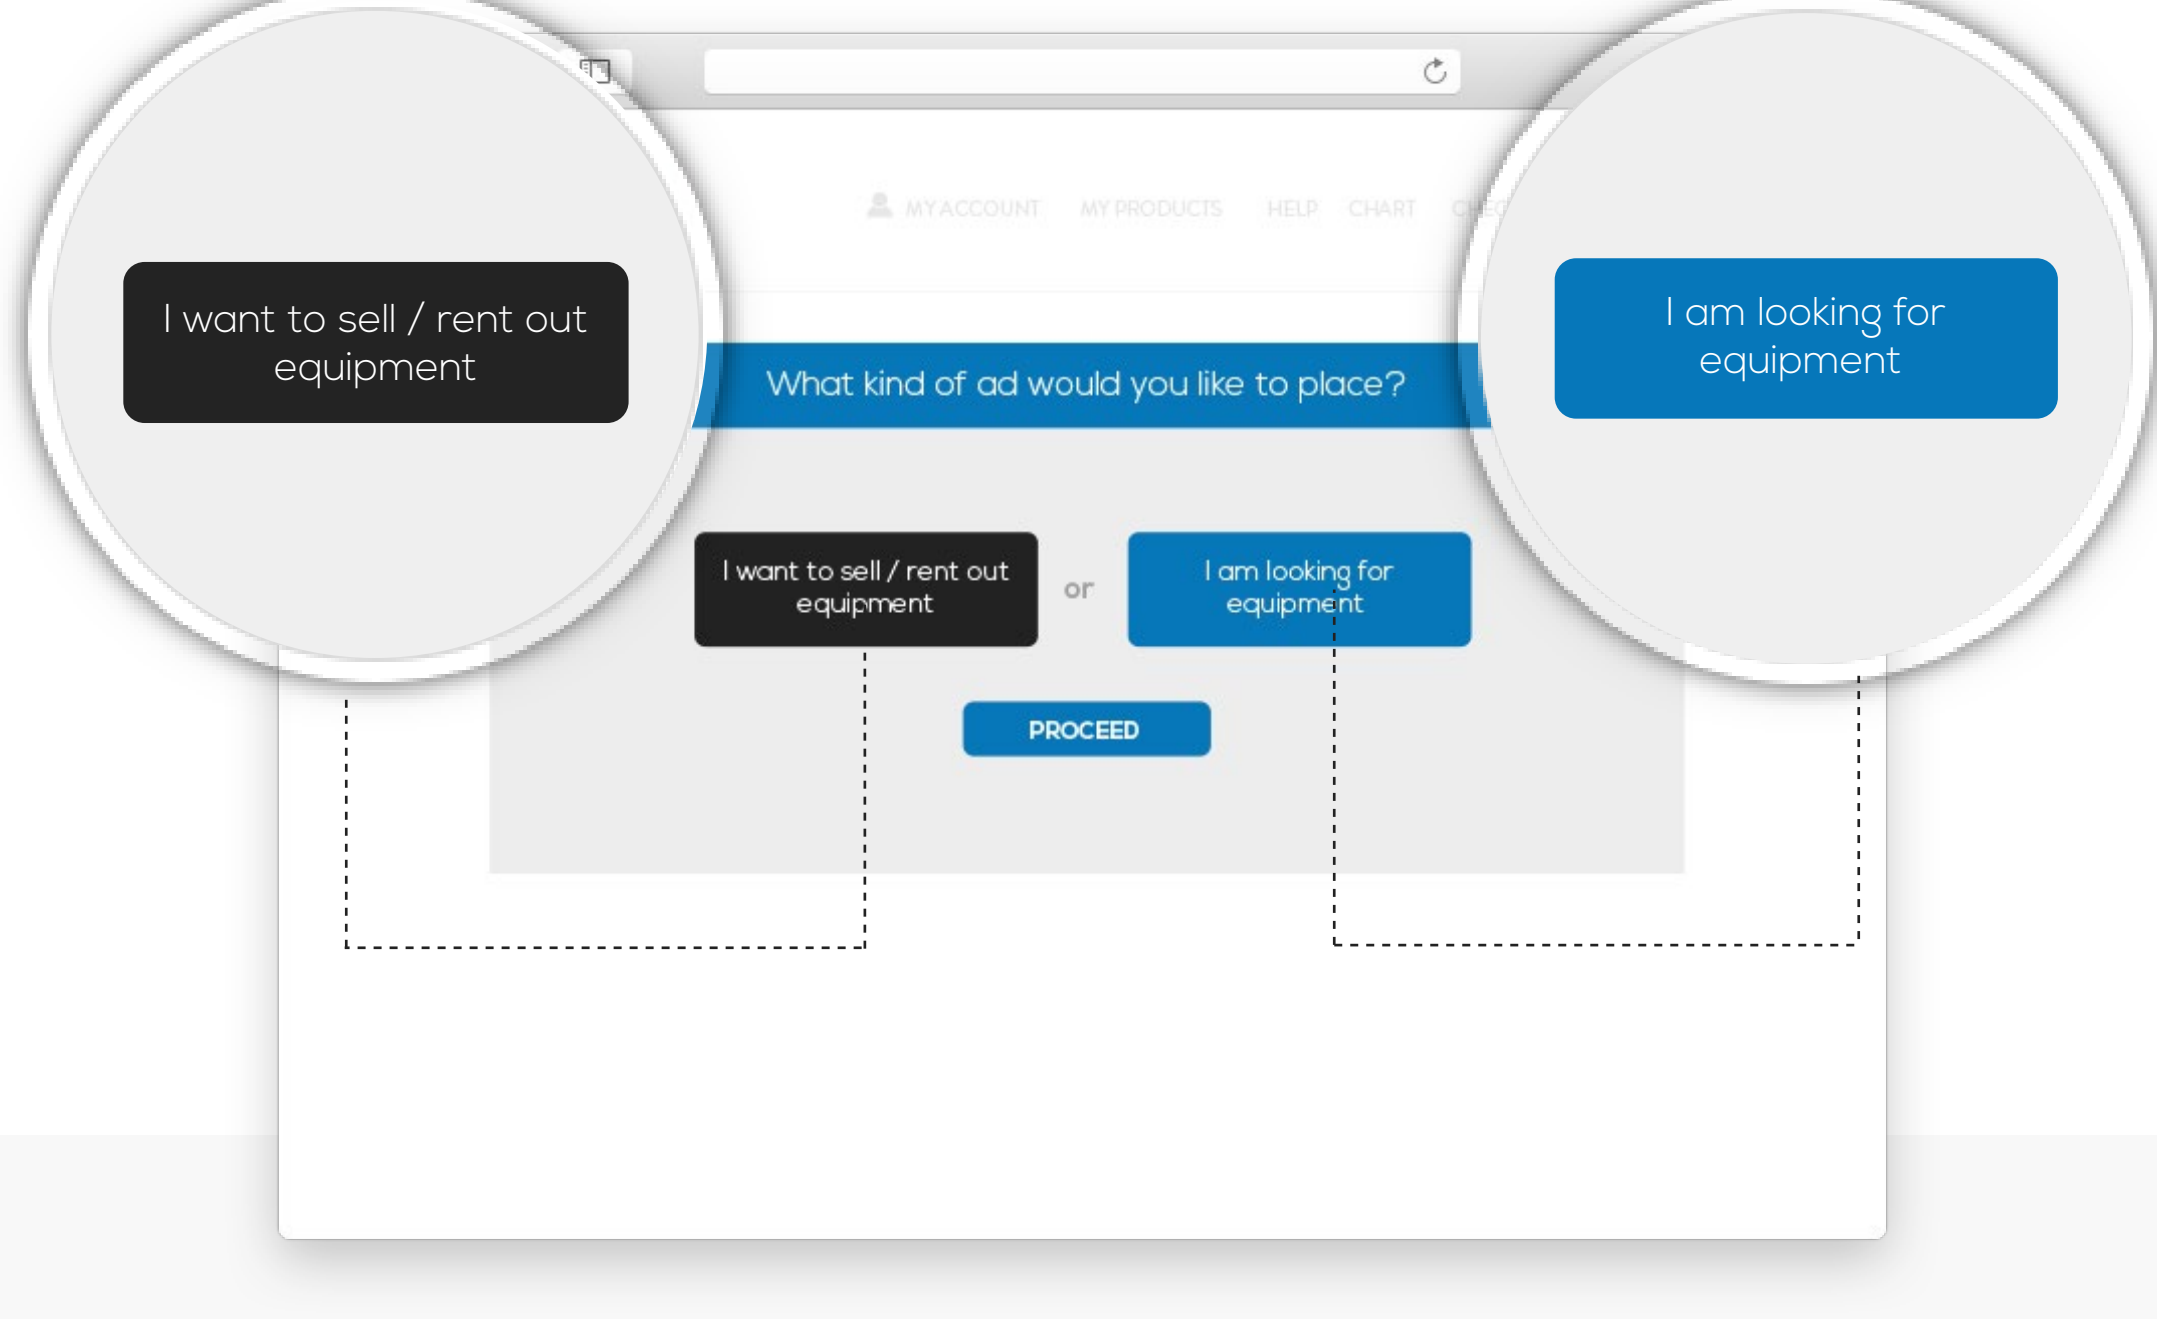 MY ACCOUNT MY PRODUCTS HELP CHART
I want to sell / rent out
equipment
I am looking for
equipment
What kind of ad would you like to place?
I want to sell / rent out
equipment
or
I am looking for
equipment
PROCEED